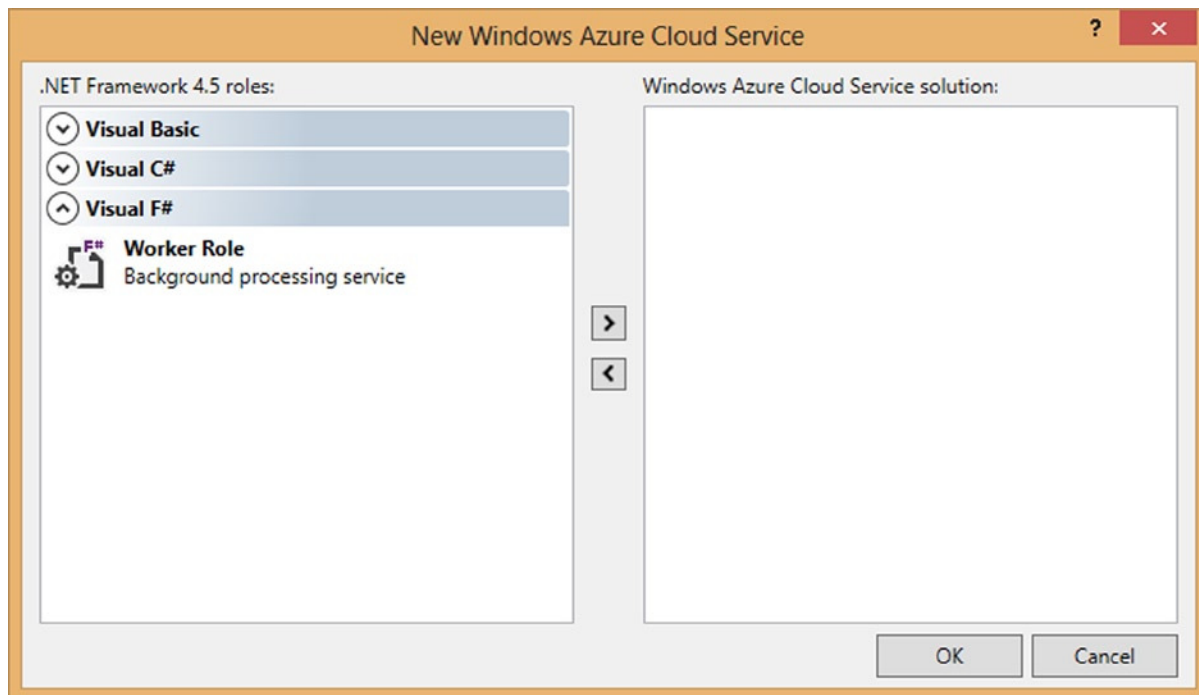 New Windows Azure Cloud Service
?
.NET Framework 4.5 roles:
Windows Azure Cloud Service solution:
Visual Basic
Visual C#
Visual F#
F#
Worker Role
Background processing service
OK
Cancel